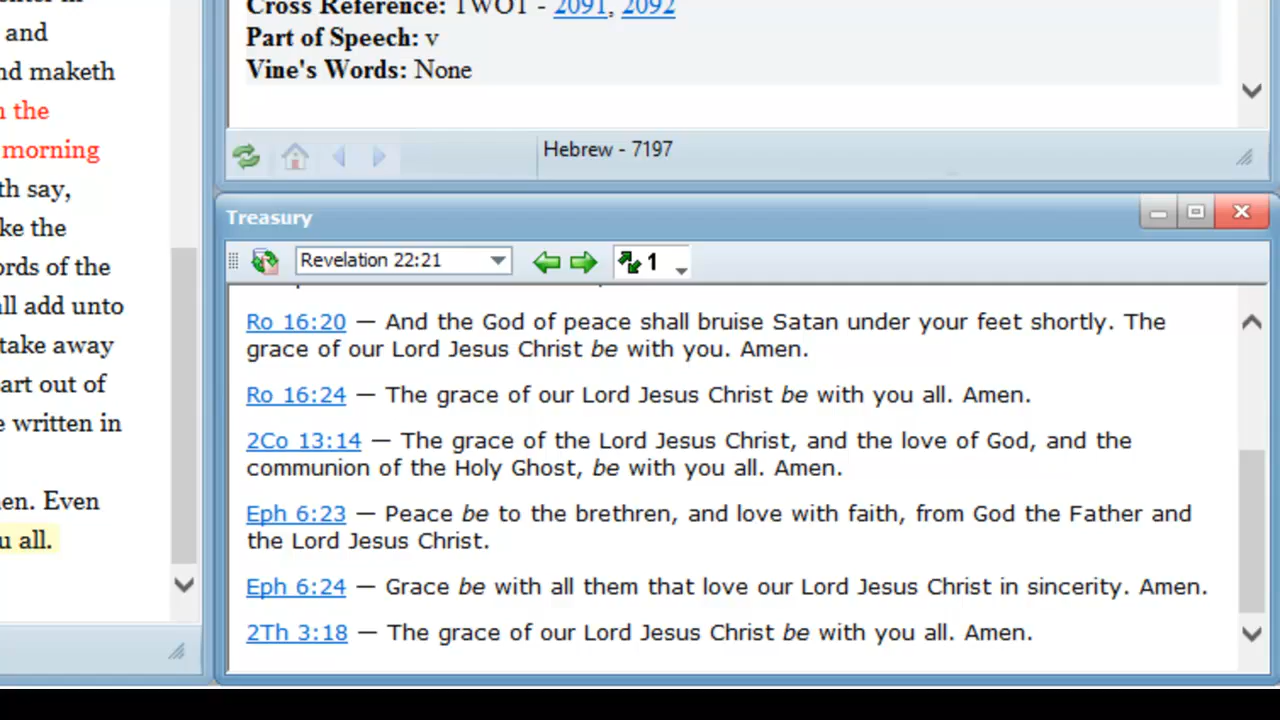 and
nd maketh
n the
morning
th say,
ke the
ords of the
ll add unto
take away
art out of
e written in
en. Even
u all.
Cross Reference: TWOT - 2091, 2092
Part of Speech: v
Vine's Words: None
Hebrew - 7197
Treasury
Revelation 22:21
1
Ro 16:20 — And the God of peace shall bruise Satan under your feet shortly. The
grace of our Lord Jesus Christ be with you. Amen.
Ro 16:24 — The grace of our Lord Jesus Christ be with you all. Amen.
2Co 13:14 — The grace of the Lord Jesus Christ, and the love of God, and the
communion of the Holy Ghost, be with you all. Amen.
Eph 6:23 — Peace be to the brethren, and love with faith, from God the Father and
the Lord Jesus Christ.
Eph 6:24 — Grace be with all them that love our Lord Jesus Christ in sincerity. Amen.
2Th 3:18 — The grace of our Lord Jesus Christ be with you all. Amen.